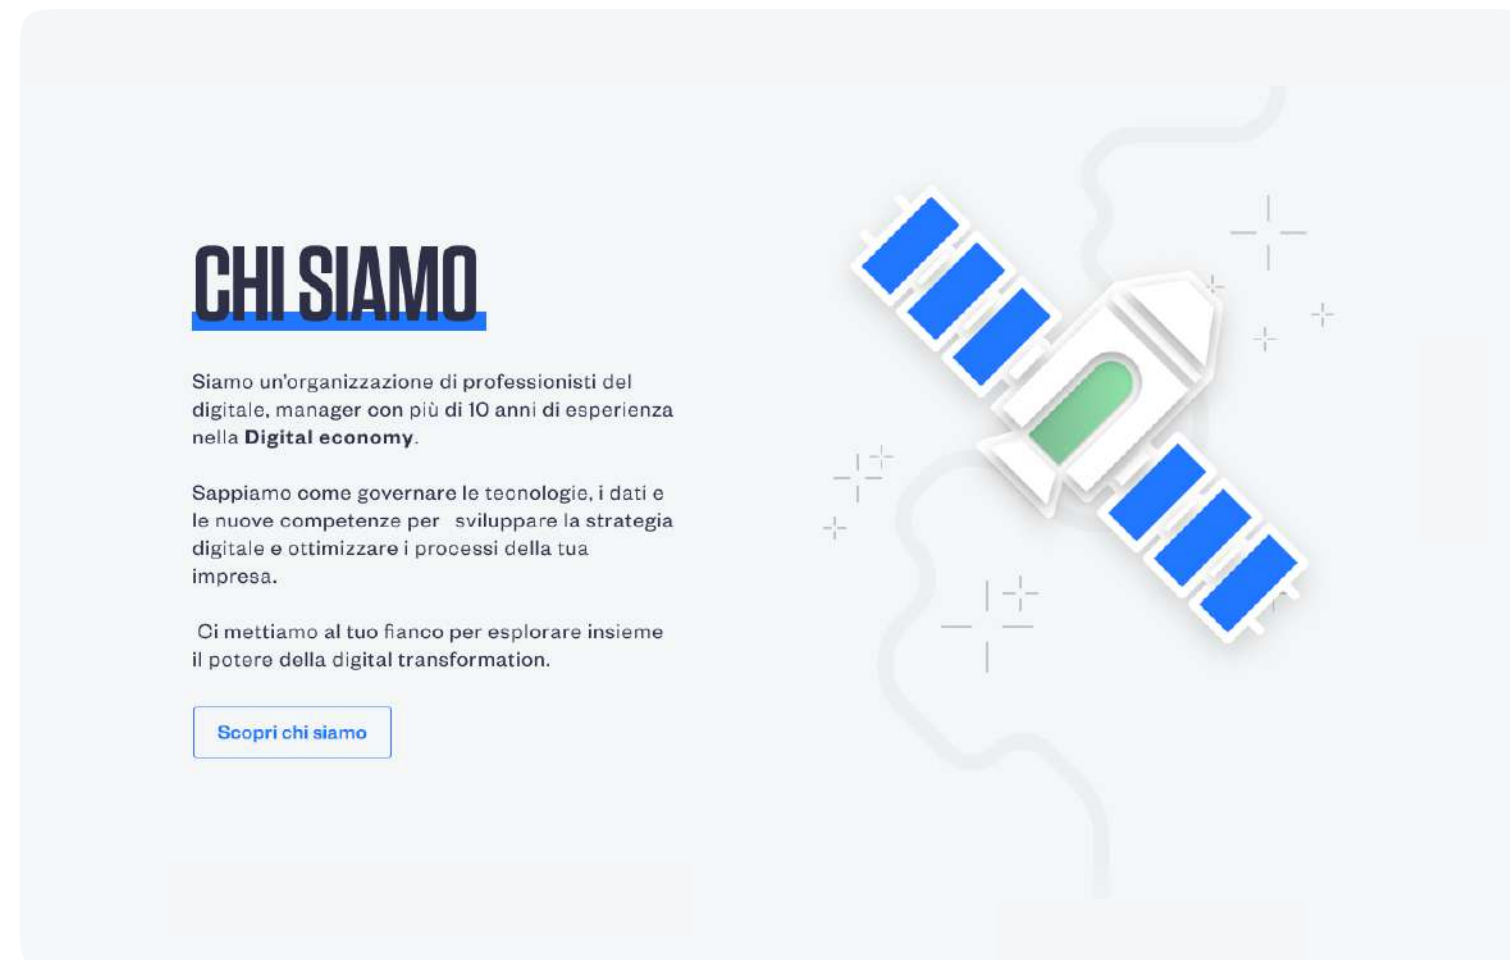 CHI SIAMO
Siamo un'organizzazione di professionisti del
digitale, manager con più di 10 anni di esperienza
nella Digital economy.
Sappiamo come governare le tecnologie, i dati e
le nuove competenze per sviluppare la strategia
digitale e ottimizzare i processi della tua
impresa.
Ci mettiamo al tuo fianco per esplorare insieme
il potere della digital transformation.
Scopri chi siamo